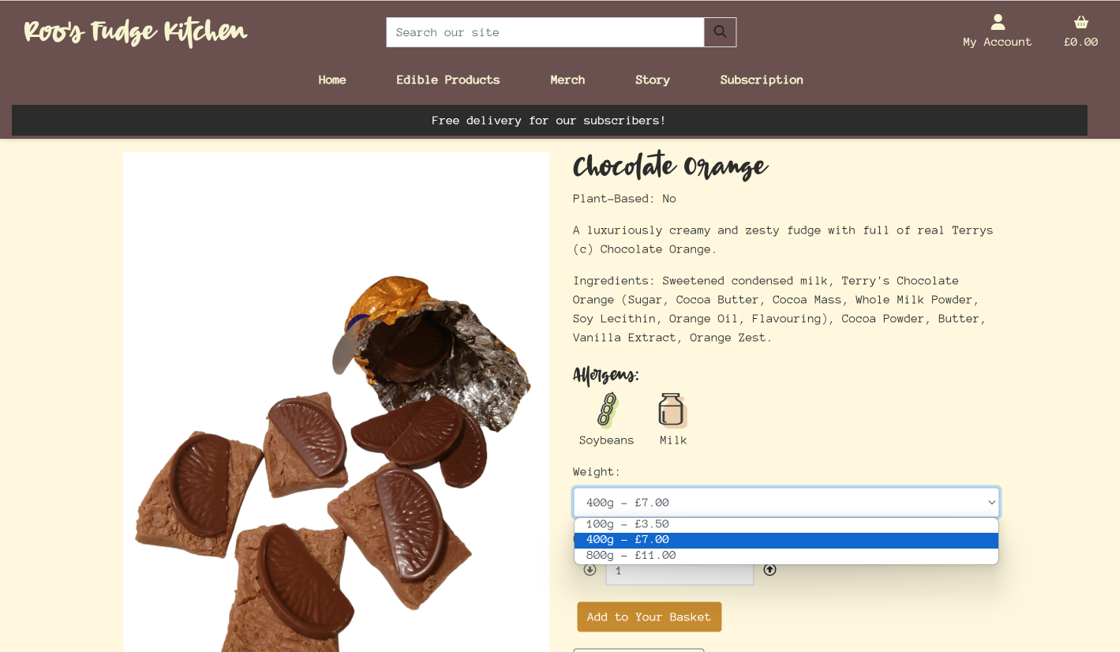 Roo's Fudge Kitchen
Search our site
My Account
£0.00
Home Edible Products Merch Story Subscription
Free delivery for our subscribers!
Chocolate Orange
Plant-Based: No
A luxuriously creamy and zesty fudge with full of real Terrys
(c) Chocolate Orange.
Ingredients: Sweetened condensed milk, Terry's Chocolate
Orange (Sugar, Cocoa Butter, Cocoa Mass, Whole Milk Powder,
Soy Lecithin, Orange Oil, Flavouring), Cocoa Powder, Butter,
Vanilla Extract, Orange Zest.
Allergens:
Soybeans Milk
Weight:
400g - £7.00
100g - £3.50
400g - £7.00
800g - £11.00
1
Add to Your Basket